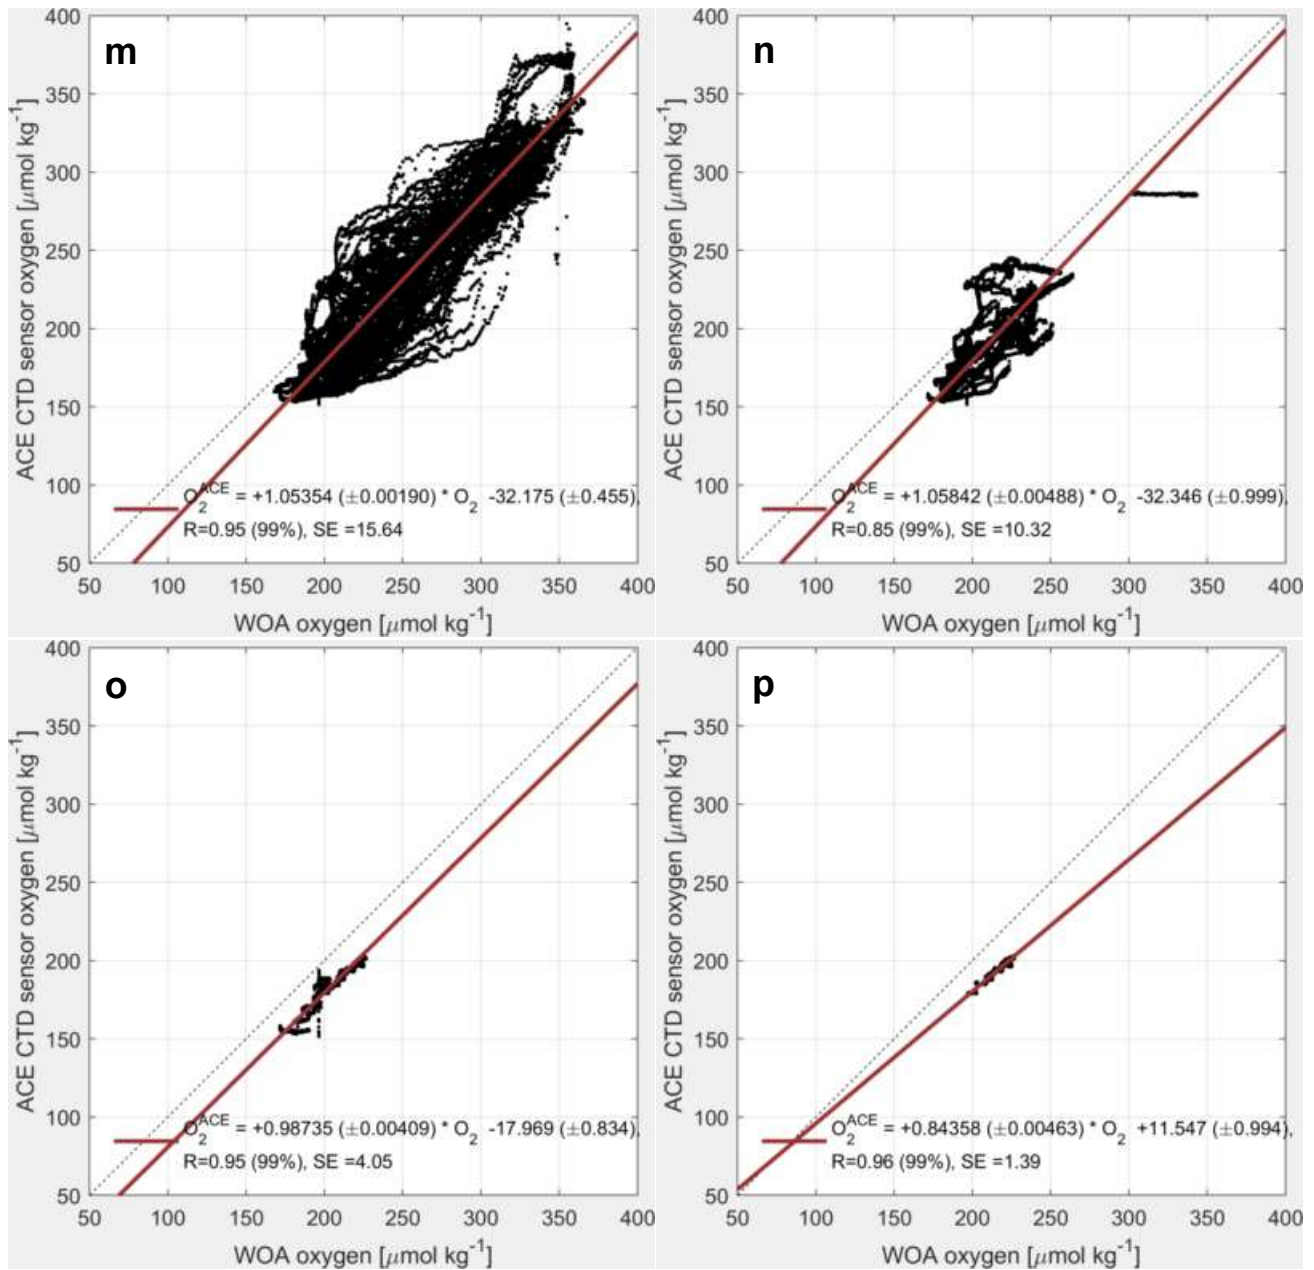 m
400
350
300
250
200
150
100
50
ACE CTD sensor oxygen [μmol kg⁻¹]
O₂ᴬᶜᴱ = +1.05354 (±0.00190) * O₂ -32.175 (±0.455),
R=0.95 (99%), SE =15.64
50 100 150 200 250 300 350 400
WOA oxygen [μmol kg⁻¹]
n
400
350
300
250
200
150
100
50
ACE CTD sensor oxygen [μmol kg⁻¹]
O₂ᴬᶜᴱ = +1.05842 (±0.00488) * O₂ -32.346 (±0.999),
R=0.85 (99%), SE =10.32
50 100 150 200 250 300 350 400
WOA oxygen [μmol kg⁻¹]
o
400
350
300
250
200
150
100
50
ACE CTD sensor oxygen [μmol kg⁻¹]
O₂ᴬᶜᴱ = +0.98735 (±0.00409) * O₂ -17.969 (±0.834),
R=0.95 (99%), SE =4.05
50 100 150 200 250 300 350 400
WOA oxygen [μmol kg⁻¹]
p
400
350
300
250
200
150
100
50
ACE CTD sensor oxygen [μmol kg⁻¹]
O₂ᴬᶜᴱ = +0.84358 (±0.00463) * O₂ +11.547 (±0.994),
R=0.96 (99%), SE =1.39
50 100 150 200 250 300 350 400
WOA oxygen [μmol kg⁻¹]